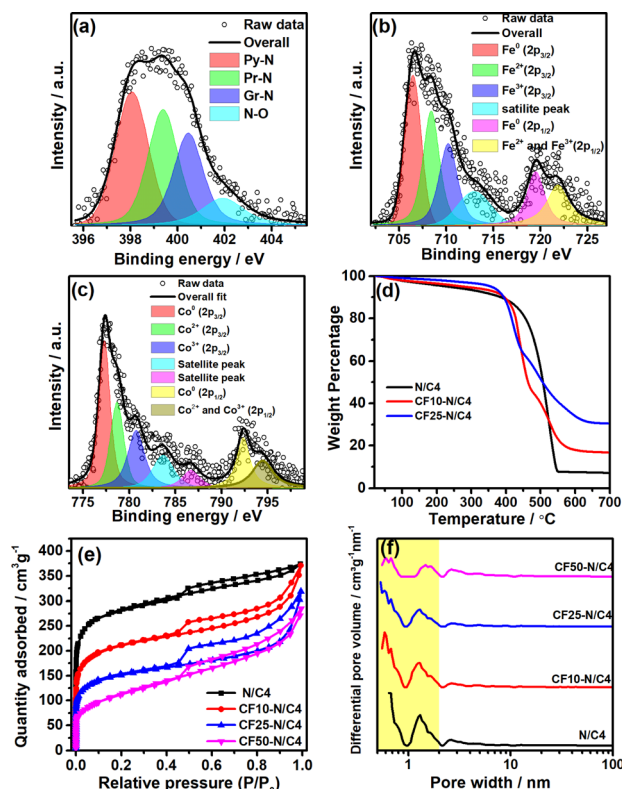 (a)
Raw data
Overall
Py-N
Pr-N
Gr-N
N-O
Intensity / a.u.
396 398 400 402 404
Binding energy / eV
(b)
Raw data
Overall
Fe⁰ (2p₃/₂)
Fe²⁺ (2p₃/₂)
Fe³⁺ (2p₃/₂)
satilite peak
Fe⁰ (2p₁/₂)
Fe²⁺ and Fe³⁺(2p₁/₂)
Intensity / a.u.
705 710 715 720 725
Binding energy / eV
(c)
Raw data
Overall fit
Co⁰ (2p₃/₂)
Co²⁺ (2p₃/₂)
Co³⁺ (2p₃/₂)
Satellite peak
Satellite peak
Co⁰ (2p₁/₂)
Co²⁺ and Co³⁺ (2p₁/₂)
Intensity / a.u.
775 780 785 790 795
Binding energy / eV
(d)
100
80
60
40
20
0
Weight Percentage
N/C4
CF10-N/C4
CF25-N/C4
100 200 300 400 500 600 700
Temperature / °C
(e)
400
350
300
250
200
150
100
50
0
Quantity adsorbed / cm³g⁻¹
N/C4
CF10-N/C4
CF25-N/C4
CF50-N/C4
0.0 0.2 0.4 0.6 0.8 1.0
Relative pressure (P/P₀)
(f)
Differential pore volume / cm³g⁻¹nm⁻¹
CF50-N/C4
CF25-N/C4
CF10-N/C4
N/C4
1 10 100
Pore width / nm